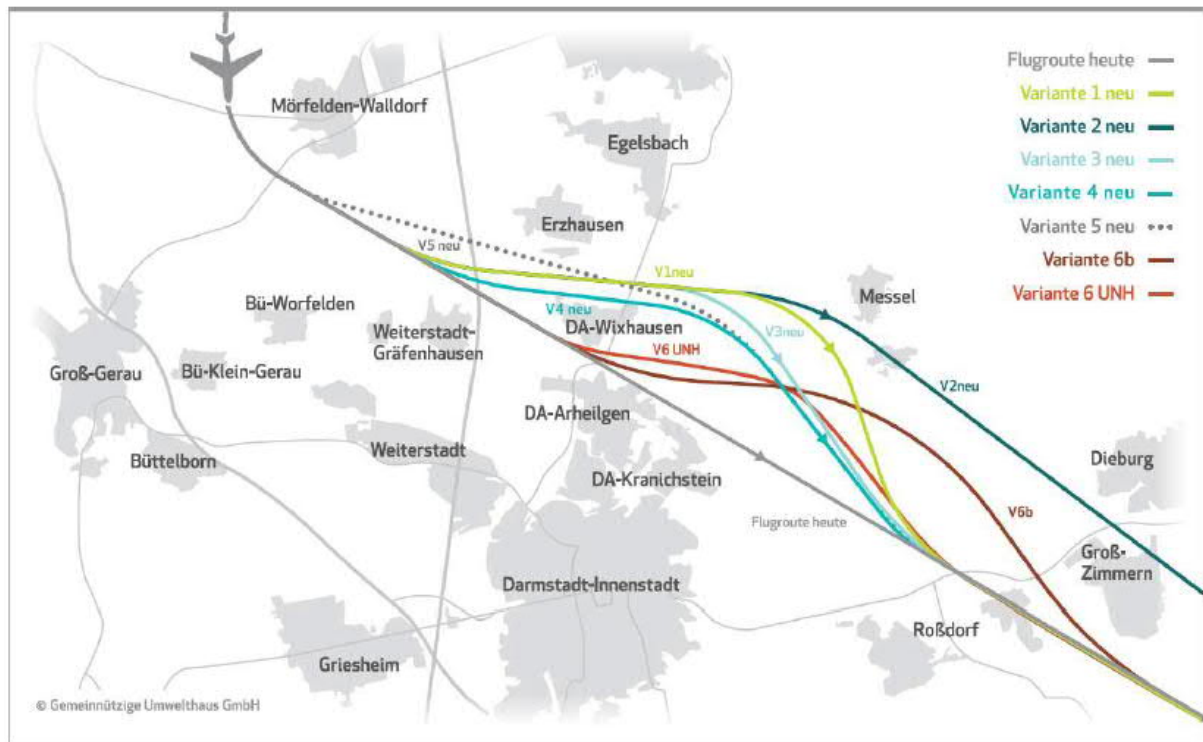 Flugroute heute
Variante 1 neu
Variante 2 neu
Variante 3 neu
Variante 4 neu
Variante 5 neu
Variante 6b
Variante 6 UNH
Mörfelden-Walldorf
Egelsbach
Erzhausen
V5 neu
V1neu
Messel
Bü-Worfelden
V4 neu
DA-Wixhausen
V3neu
Weiterstadt-
Gräfenhausen
V6 UNH
Groß-Gerau
Bü-Klein-Gerau
V2neu
DA-Arheilgen
Büttelborn
Weiterstadt
Dieburg
DA-Kranichstein
V6b
Flugroute heute
Groß-
Zimmern
Darmstadt-Innenstadt
Roßdorf
Griesheim
© Gemeinnützige Umwelthaus GmbH